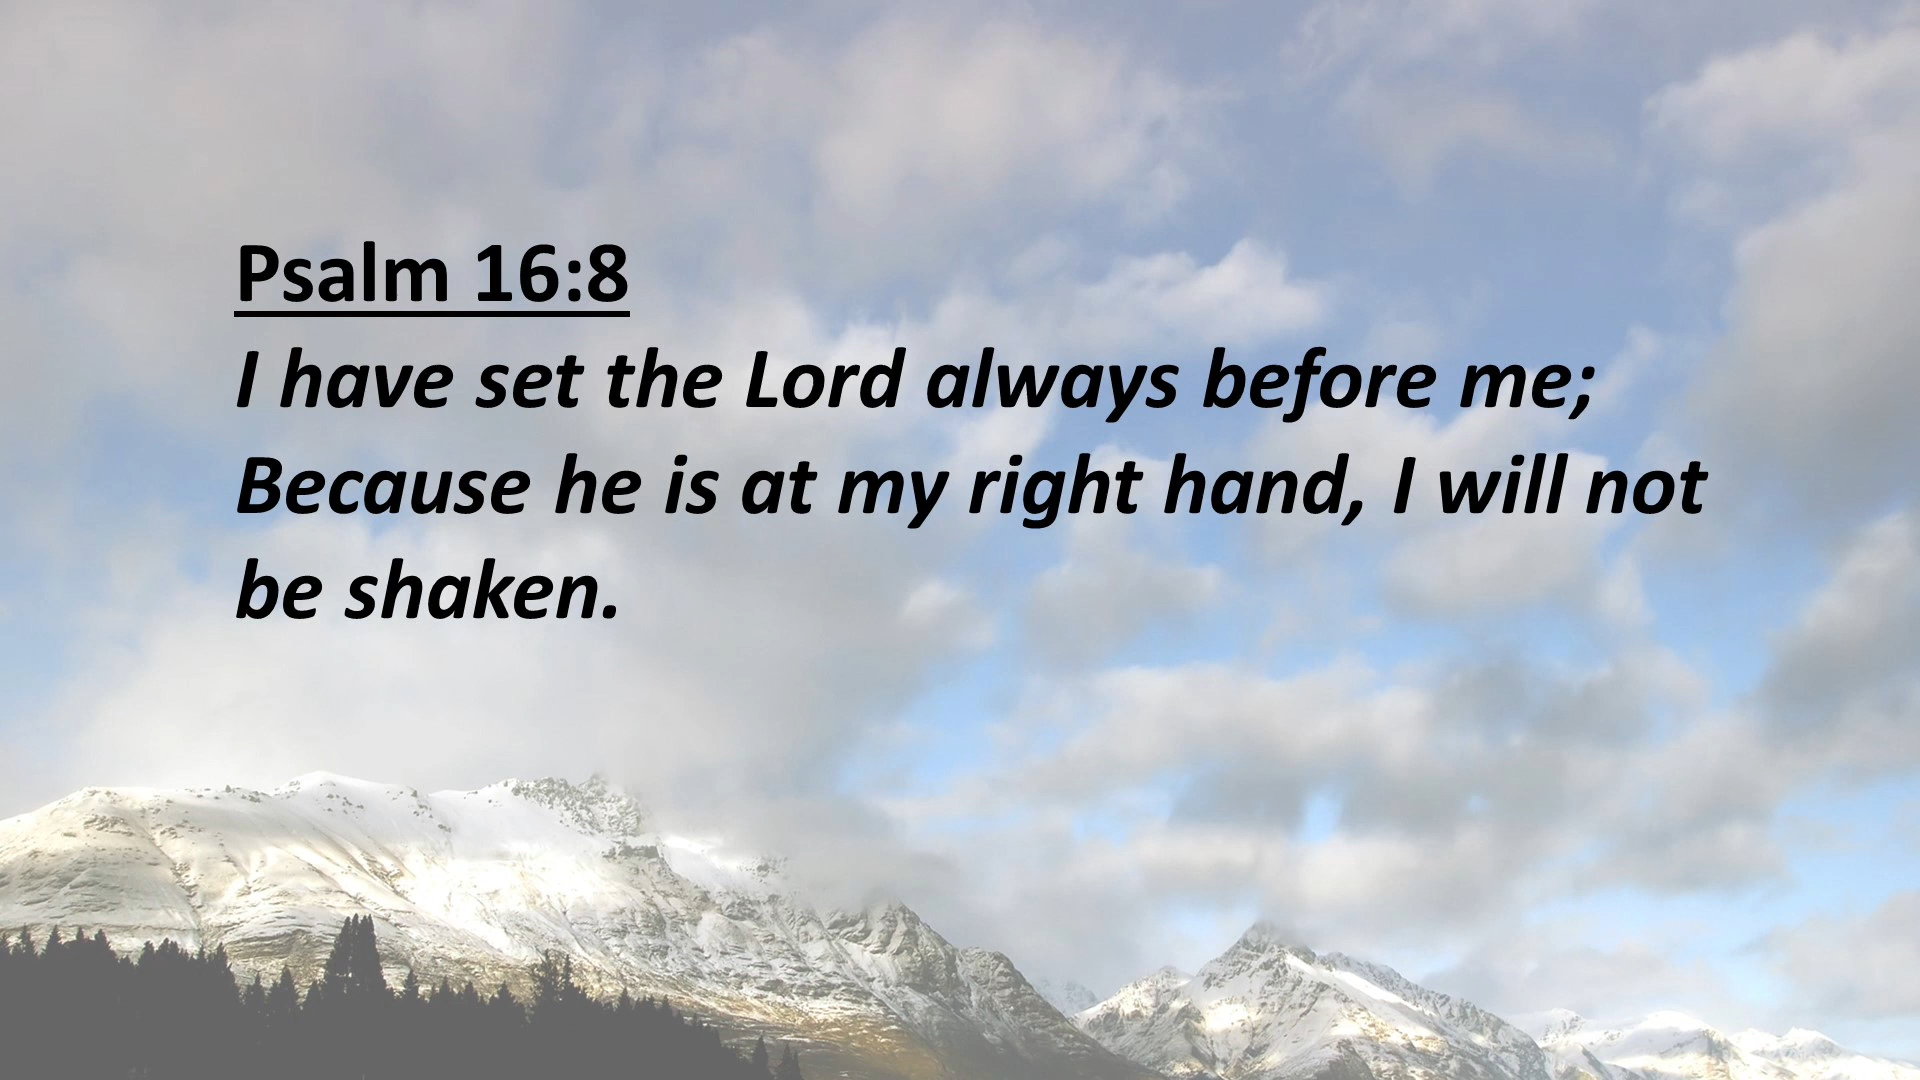 Psalm 16:8
I have set the Lord always before me;
Because he is at my right hand, I will not
be shaken.